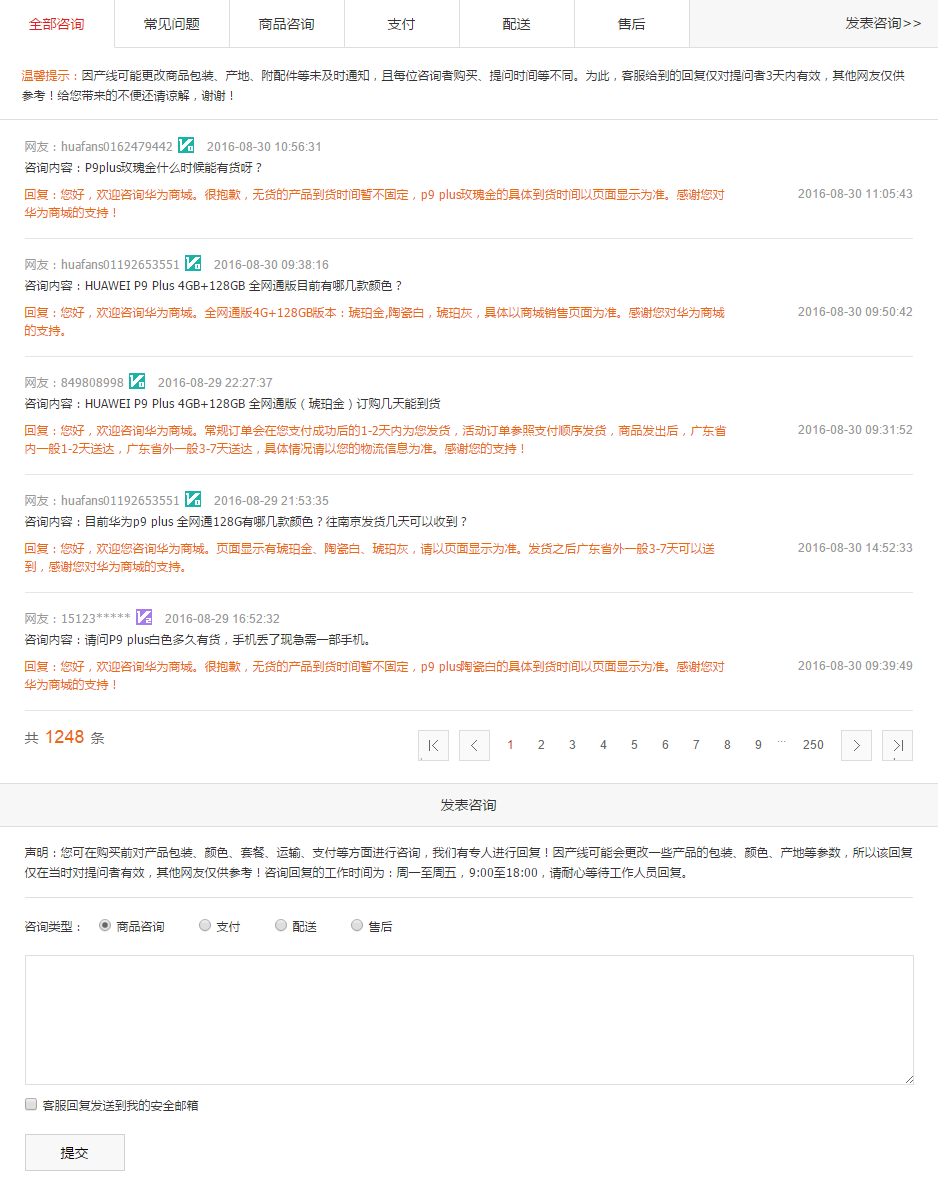 全部咨询 常见问题 商品咨询 支付 配送 售后 发表咨询>>
温馨提示：因产线可能更改商品包装、产地、附配件等未及时通知，且每位咨询者购买、提问时间等不同。为此，客服给到的回复仅对提问者3天内有效，其他网友仅供
参考！给您带来的不便还请谅解，谢谢！
网友：huafans0162479442 V0 2016-08-30 10:56:31
咨询内容：P9plus玫瑰金什么时候能有货呀？
回复：您好，欢迎咨询华为商城。很抱歉，无货的产品到货时间暂不固定，p9 plus玫瑰金的具体到货时间以页面显示为准。感谢您对 2016-08-30 11:05:43
华为商城的支持！
网友：huafans01192653551 V0 2016-08-30 09:38:16
咨询内容：HUAWEI P9 Plus 4GB+128GB 全网通版目前有哪几款颜色？
回复：您好，欢迎咨询华为商城。全网通版4G+128GB版本：琥珀金,陶瓷白，琥珀灰，具体以商城销售页面为准。感谢您对华为商城 2016-08-30 09:50:42
的支持。
网友：849808998 V0 2016-08-29 22:27:37
咨询内容：HUAWEI P9 Plus 4GB+128GB 全网通版（琥珀金）订购几天能到货
回复：您好，欢迎咨询华为商城。常规订单会在您支付成功后的1-2天内为您发货，活动订单参照支付顺序发货，商品发出后，广东省 2016-08-30 09:31:52
内一般1-2天送达，广东省外一般3-7天送达，具体情况请以您的物流信息为准。感谢您的支持！
网友：huafans01192653551 V0 2016-08-29 21:53:35
咨询内容：目前华为p9 plus 全网通128G有哪几款颜色？往南京发货几天可以收到？
回复：您好，欢迎您咨询华为商城。页面显示有琥珀金、陶瓷白、琥珀灰，请以页面显示为准。发货之后广东省外一般3-7天可以送 2016-08-30 14:52:33
到，感谢您对华为商城的支持。
网友：15123***** V2 2016-08-29 16:52:32
咨询内容：请问P9 plus白色多久有货，手机丢了现急需一部手机。
回复：您好，欢迎咨询华为商城。很抱歉，无货的产品到货时间暂不固定，p9 plus陶瓷白的具体到货时间以页面显示为准。感谢您对 2016-08-30 09:39:49
华为商城的支持！
共 1248 条 1 2 3 4 5 6 7 8 9 ... 250
发表咨询
声明：您可在购买前对产品包装、颜色、套餐、运输、支付等方面进行咨询，我们有专人进行回复！因产线可能会更改一些产品的包装、颜色、产地等参数，所以该回复
仅在当时对提问者有效，其他网友仅供参考！咨询回复的工作时间为：周一至周五，9:00至18:00，请耐心等待工作人员回复。
咨询类型： 商品咨询 支付 配送 售后
客服回复发送到我的安全邮箱
提交